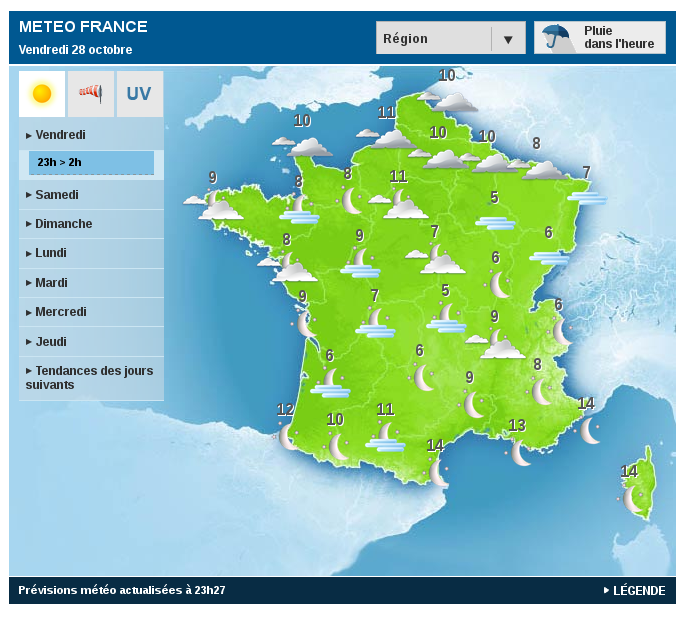 METEO FRANCE
Vendredi 28 octobre
Région
Pluie
dans l'heure
UV
Vendredi
23h > 2h
Samedi
Dimanche
Lundi
Mardi
Mercredi
Jeudi
Tendances des jours
suivants
10
11
10
10
10
8
7
9
8
8
11
5
8
9
7
6
6
9
7
5
9
6
6
6
9
8
12
10
11
14
13
14
14
Prévisions météo actualisées à 23h27
LÉGENDE